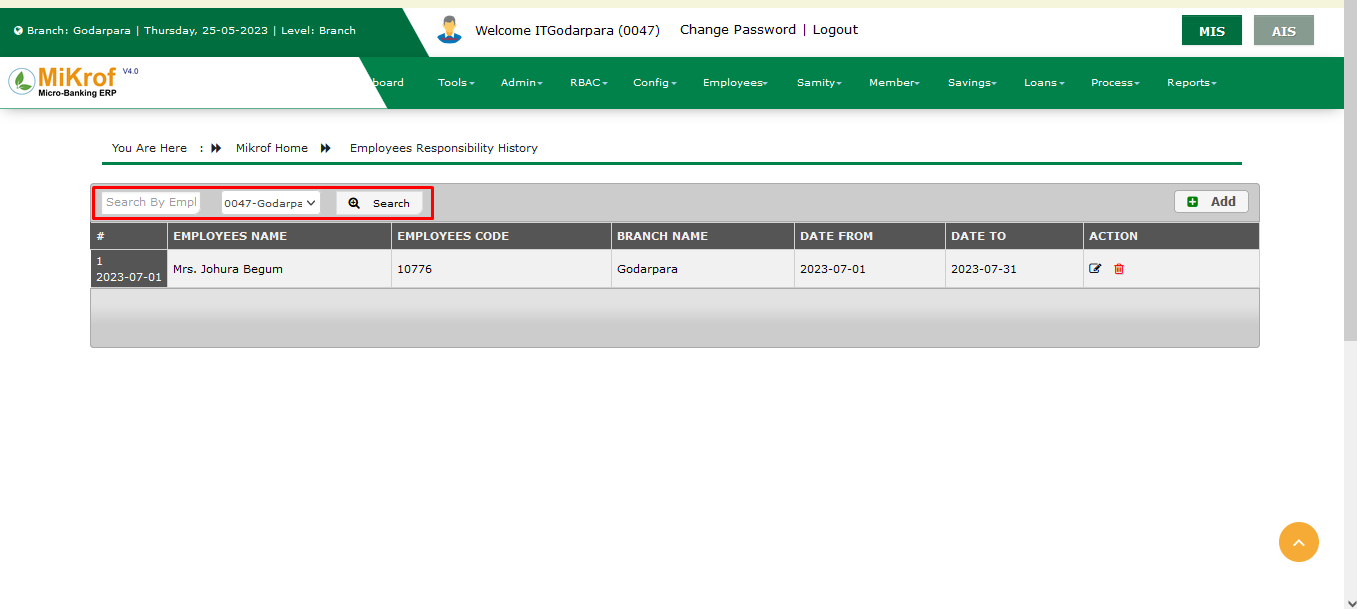 Branch: Godarpara | Thursday, 25-05-2023 | Level: Branch
Welcome ITGodarpara (0047) Change Password | Logout
MIS AIS
MiKrof V4.0
Micro-Banking ERP
board Tools Admin RBAC Config Employees Samity Member Savings Loans Process Reports
You Are Here : Mikrof Home Employees Responsibility History
Search By Empl 0047-Godarpa Search Add
# EMPLOYEES NAME EMPLOYEES CODE BRANCH NAME DATE FROM DATE TO ACTION
1
2023-07-01 Mrs. Johura Begum 10776 Godarpara 2023-07-01 2023-07-31